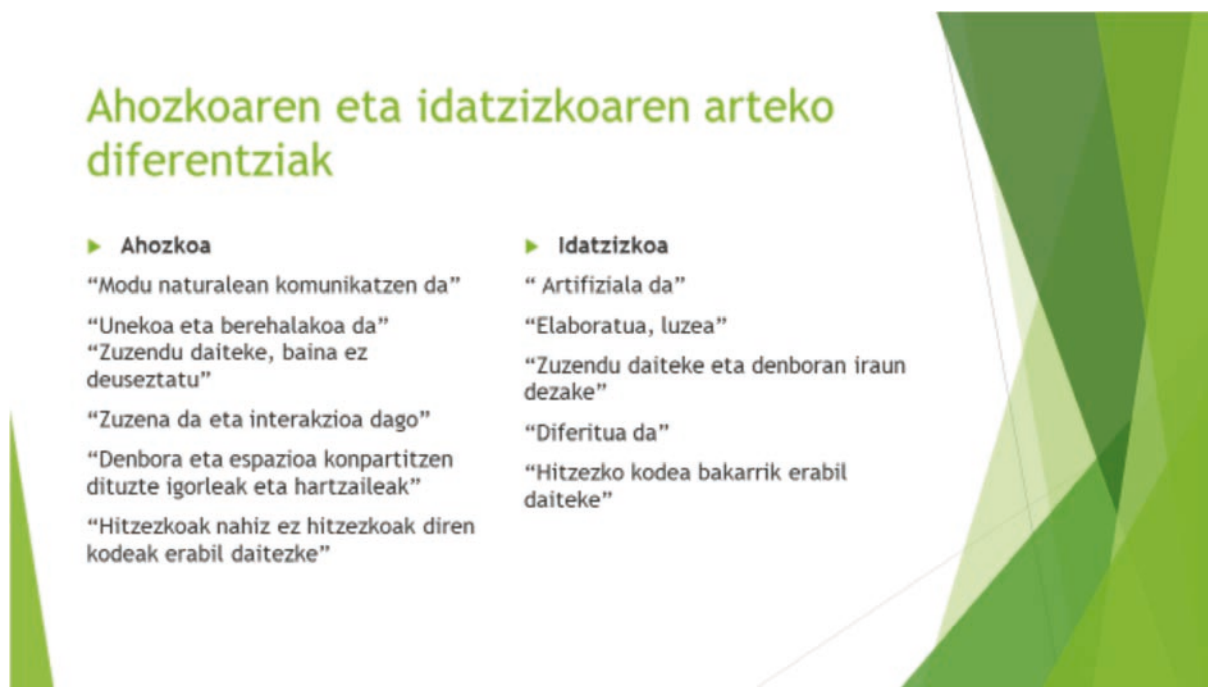 Ahozkoaren eta idatzizkoaren arteko
diferentziak
Ahozkoa
“Modu naturalean komunikatzen da”
“Unekoa eta berehalakoa da”
“Zuzendu daiteke, baina ez
deuseztatu”
“Zuzena da eta interakzioa dago”
“Denbora eta espazioa konpartitzen
dituzte igorleak eta hartzaileak”
“Hitzezkoak nahiz ez hitzezkoak diren
kodeak erabil daitezke”
Idatzizkoa
“ Artifiziala da”
“Elaboratua, luzea”
“Zuzendu daiteke eta denboran iraun
dezake”
“Diferitua da”
“Hitzezko kodea bakarrik erabil
daiteke”